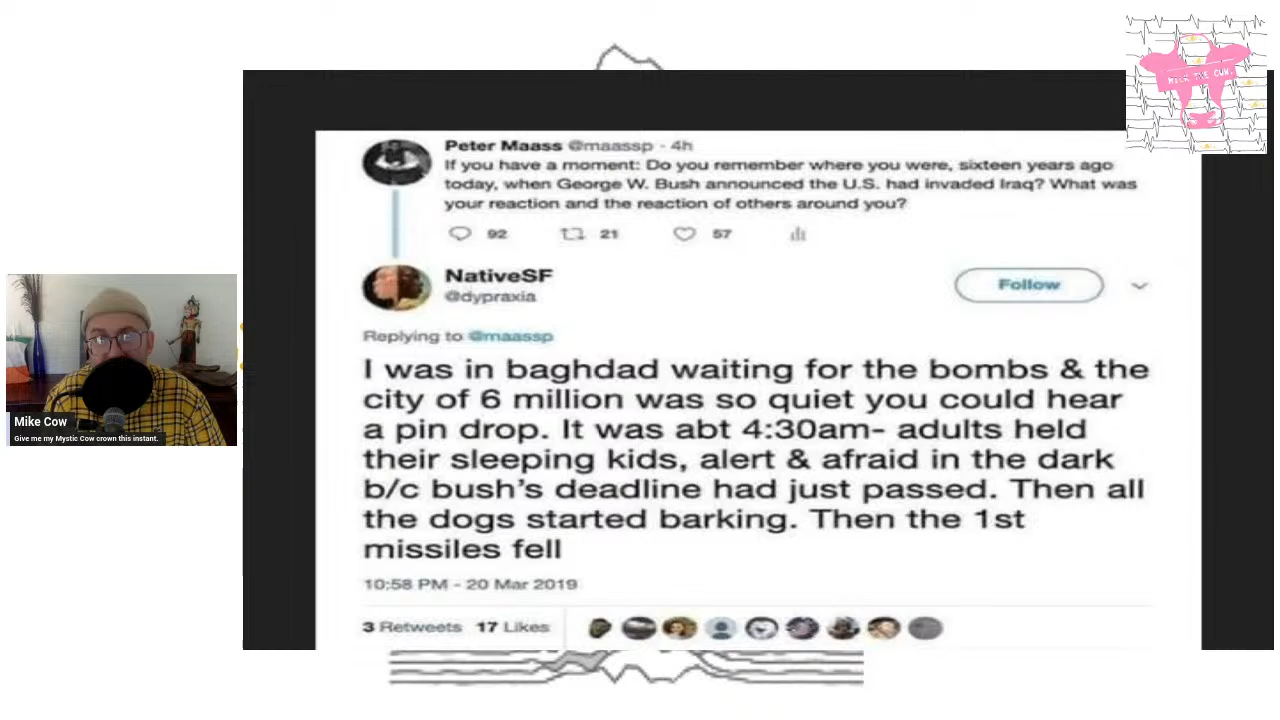 MILK THE COW.
Peter Maass @maassp · 4h
If you have a moment: Do you remember where you were, sixteen years ago
today, when George W. Bush announced the U.S. had invaded Iraq? What was
your reaction and the reaction of others around you?
92 21 57
NativeSF
@dypraxia
Follow
Replying to @maassp
I was in baghdad waiting for the bombs & the
city of 6 million was so quiet you could hear
a pin drop. It was abt 4:30am- adults held
their sleeping kids, alert & afraid in the dark
b/c bush's deadline had just passed. Then all
the dogs started barking. Then the 1st
missiles fell
10:58 PM - 20 Mar 2019
3 Retweets 17 Likes
Mike Cow
Give me my Mystic Cow crown this instant.